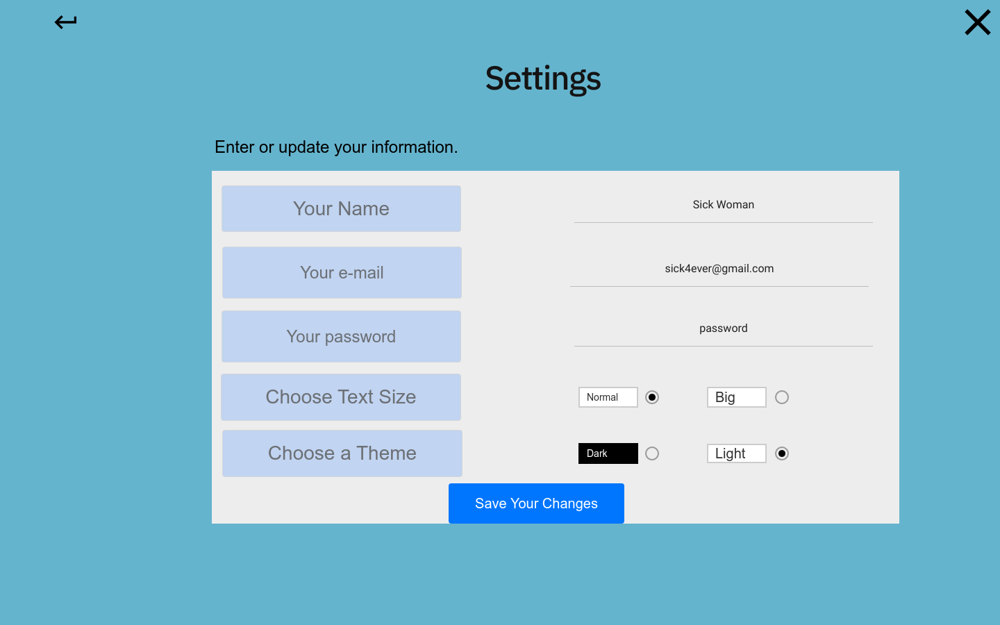 Settings
Enter or update your information.
Your Name
Sick Woman
Your e-mail
sick4ever@gmail.com
Your password
password
Choose Text Size
Normal
Big
Choose a Theme
Dark
Light
Save Your Changes